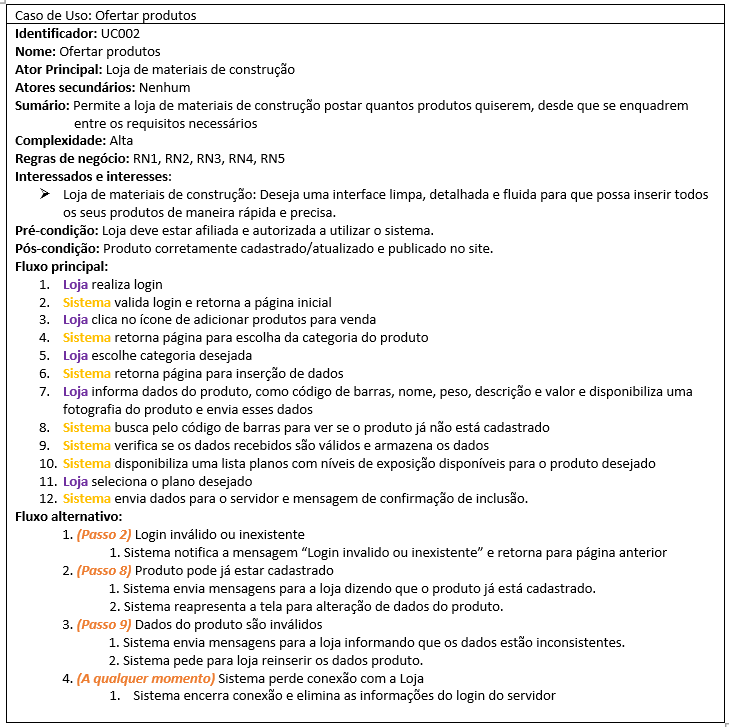 Caso de Uso: Ofertar produtos
Identificador: UC002
Nome: Ofertar produtos
Ator Principal: Loja de materiais de construção
Atores secundários: Nenhum
Sumário: Permite a loja de materiais de construção postar quantos produtos quiserem, desde que se enquadrem
entre os requisitos necessários
Complexidade: Alta
Regras de negócio: RN1, RN2, RN3, RN4, RN5
Interessados e interesses:
➢ Loja de materiais de construção: Deseja uma interface limpa, detalhada e fluida para que possa inserir todos
os seus produtos de maneira rápida e precisa.
Pré-condição: Loja deve estar afiliada e autorizada a utilizar o sistema.
Pós-condição: Produto corretamente cadastrado/atualizado e publicado no site.
Fluxo principal:
1. Loja realiza login
2. Sistema valida login e retorna a página inicial
3. Loja clica no ícone de adicionar produtos para venda
4. Sistema retorna página para escolha da categoria do produto
5. Loja escolhe categoria desejada
6. Sistema retorna página para inserção de dados
7. Loja informa dados do produto, como código de barras, nome, peso, descrição e valor e disponibiliza uma
fotografia do produto e envia esses dados
8. Sistema busca pelo código de barras para ver se o produto já não está cadastrado
9. Sistema verifica se os dados recebidos são válidos e armazena os dados
10. Sistema disponibiliza uma lista planos com níveis de exposição disponíveis para o produto desejado
11. Loja seleciona o plano desejado
12. Sistema envia dados para o servidor e mensagem de confirmação de inclusão.
Fluxo alternativo:
1. (Passo 2) Login inválido ou inexistente
1. Sistema notifica a mensagem “Login invalido ou inexistente” e retorna para página anterior
2. (Passo 8) Produto pode já estar cadastrado
1. Sistema envia mensagens para a loja dizendo que o produto já está cadastrado.
2. Sistema reapresenta a tela para alteração de dados do produto.
3. (Passo 9) Dados do produto são inválidos
1. Sistema envia mensagens para a loja informando que os dados estão inconsistentes.
2. Sistema pede para loja reinserir os dados produto.
4. (A qualquer momento) Sistema perde conexão com a Loja
1. Sistema encerra conexão e elimina as informações do login do servidor